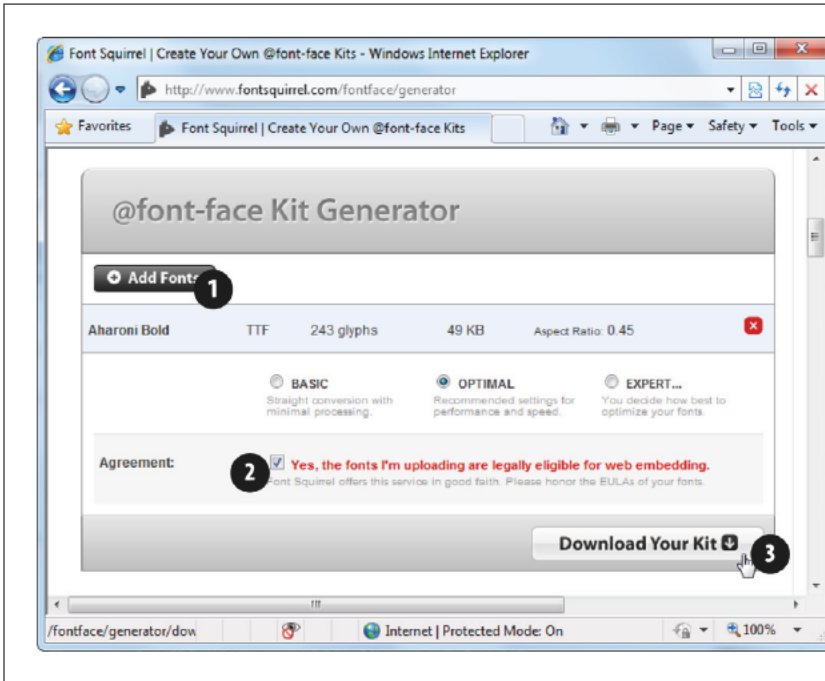 Font Squirrel | Create Your Own @font-face Kits - Windows Internet Explorer
http://www.fontsquirrel.com/fontface/generator
Favorites Font Squirrel | Create Your Own @font-face Kits Page Safety Tools
@font-face Kit Generator
Add Fonts
1
Aharoni Bold TTF 243 glyphs 49 KB Aspect Ratio: 0.45
BASIC OPTIMAL EXPERT...
Straight conversion with Recommended settings for You decide how best to
minimal processing. performance and speed. optimize your fonts.
Agreement: 2 Yes, the fonts I'm uploading are legally eligible for web embedding.
Font Squirrel offers this service in good faith. Please honor the EULAs of your fonts.
Download Your Kit 3
/fontface/generator/dow Internet | Protected Mode: On 100%